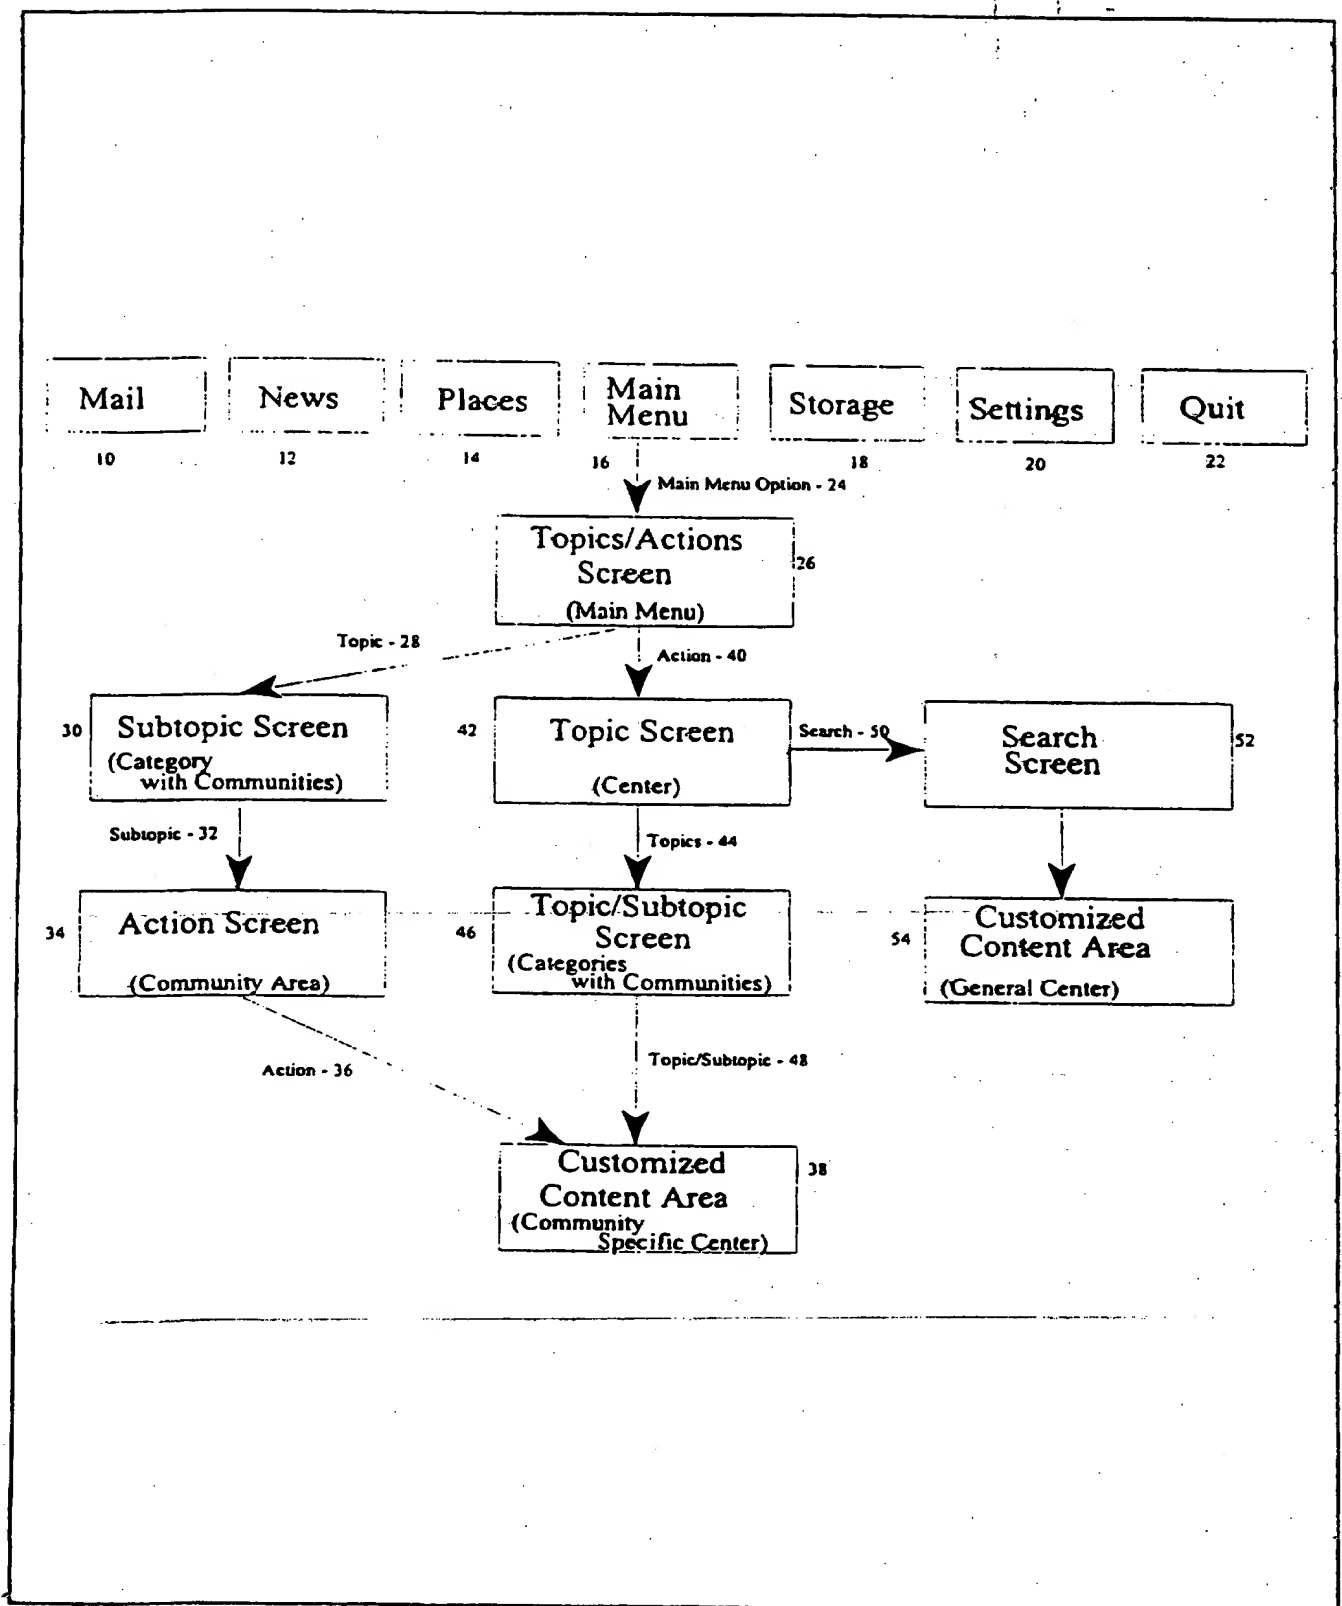 Mail
News
Places
Main
Menu
Storage
Settings
Quit
10
12
14
16
18
20
22
Main Menu Option - 24
Topics/Actions
Screen
(Main Menu)
26
Topic - 28
Action - 40
30
Subtopic Screen
(Category
with Communities)
42
Topic Screen
(Center)
Search - 50
Search
Screen
52
Subtopic - 32
Topics - 44
34
Action Screen
(Community Area)
46
Topic/Subtopic
Screen
(Categories
with Communities)
54
Customized
Content Area
(General Center)
Action - 36
Topic/Subtopic - 48
Customized
Content Area
(Community
Specific Center)
38